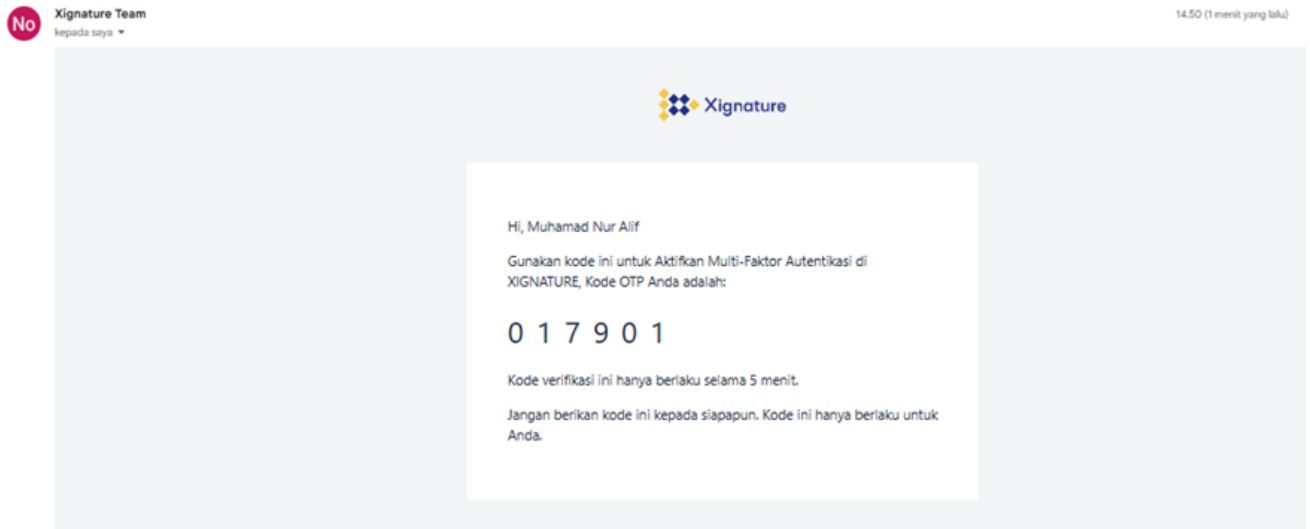 No
Xignature Team
14.50 (1 menit yang lalu)
kepada saya
Xignature
Hi, Muhamad Nur Alif
Gunakan kode ini untuk Aktifkan Multi-Faktor Autentikasi di
XIGNATURE, Kode OTP Anda adalah:
0 1 7 9 0 1
Kode verifikasi ini hanya berlaku selama 5 menit.
Jangan berikan kode ini kepada siapapun. Kode ini hanya berlaku untuk
Anda.